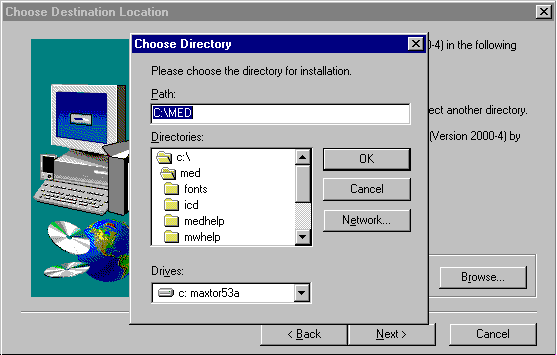 Choose Destination Location
Choose Directory
0-4) in the following
Please choose the directory for installation.
Path:
C:\MED
ect another directory.
Directories:
(Version 2000-4) by
c:\
med
fonts
icd
medhelp
mwhelp
OK
Cancel
Network...
Drives:
c: maxtor53a
Browse...
< Back
Next >
Cancel